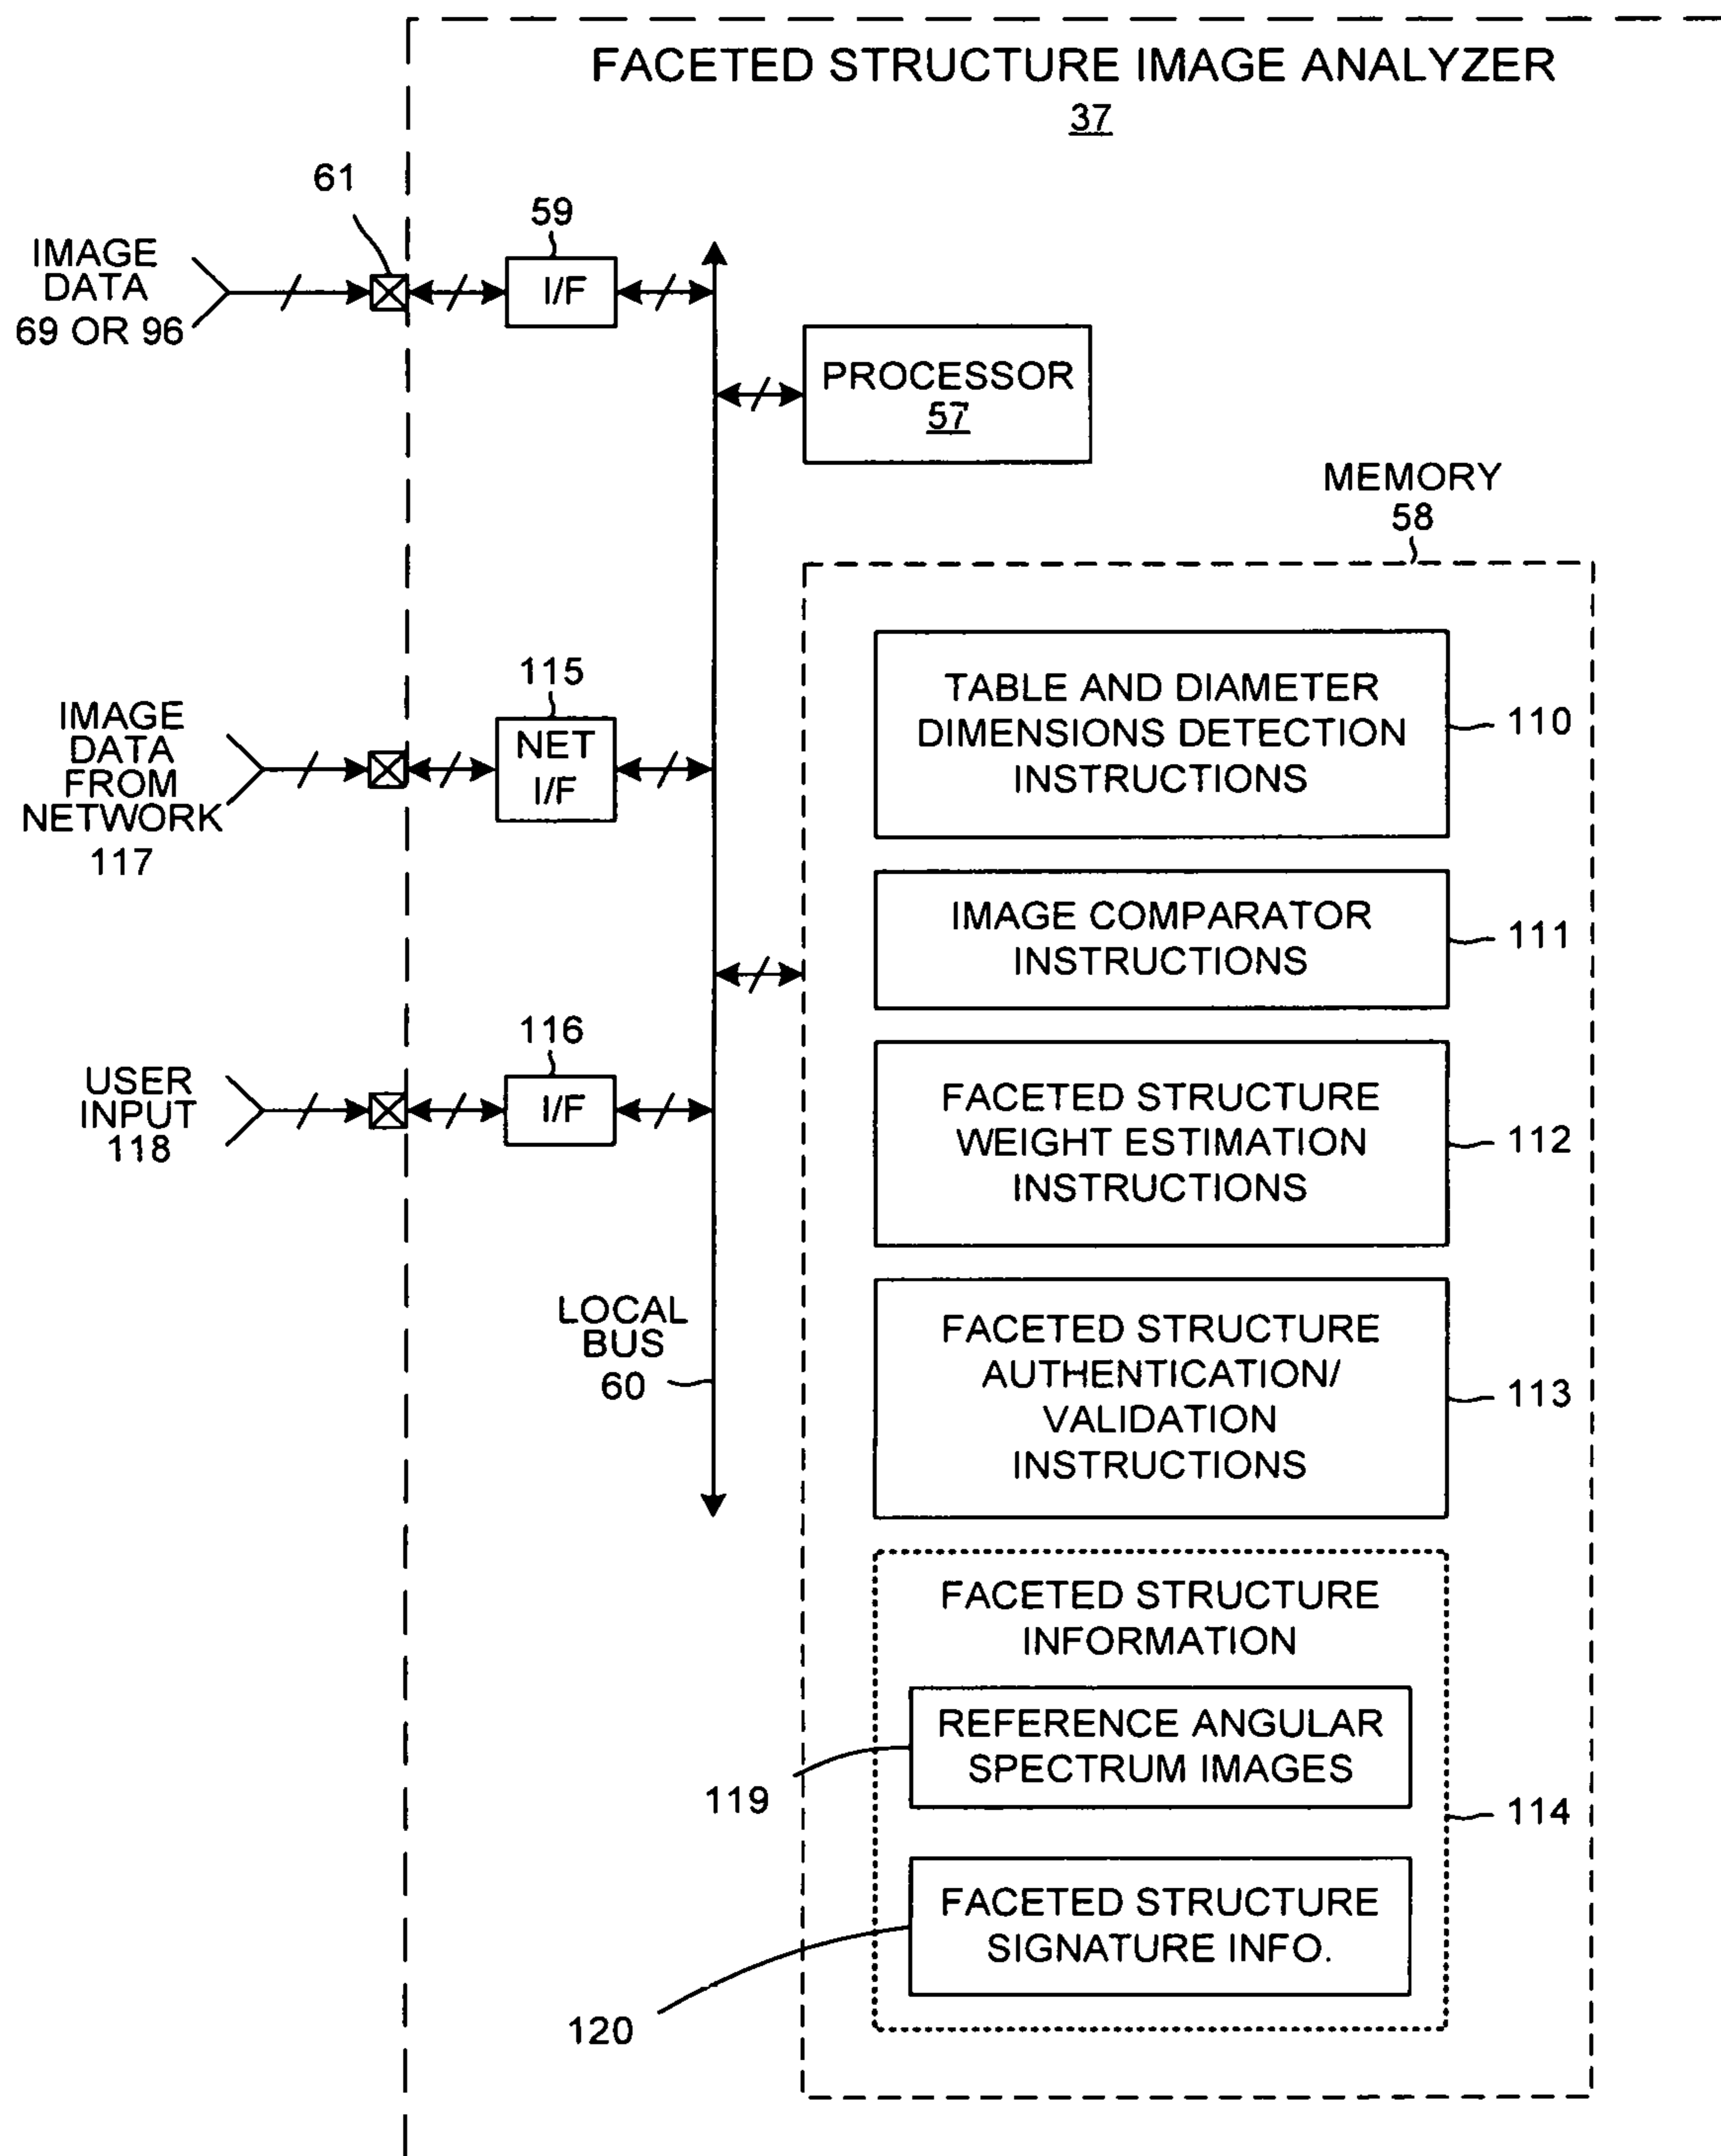 FACETED STRUCTURE IMAGE ANALYZER
37
61
59
IMAGE
DATA
69 OR 96
I/F
PROCESSOR
57
MEMORY
58
115
IMAGE
DATA
FROM
NETWORK
117
NET
I/F
TABLE AND DIAMETER
DIMENSIONS DETECTION
INSTRUCTIONS
110
IMAGE COMPARATOR
INSTRUCTIONS
111
116
USER
INPUT
118
I/F
FACETED STRUCTURE
WEIGHT ESTIMATION
INSTRUCTIONS
112
LOCAL
BUS
60
FACETED STRUCTURE
AUTHENTICATION/
VALIDATION
INSTRUCTIONS
113
FACETED STRUCTURE
INFORMATION
REFERENCE ANGULAR
SPECTRUM IMAGES
119
114
FACETED STRUCTURE
SIGNATURE INFO.
120